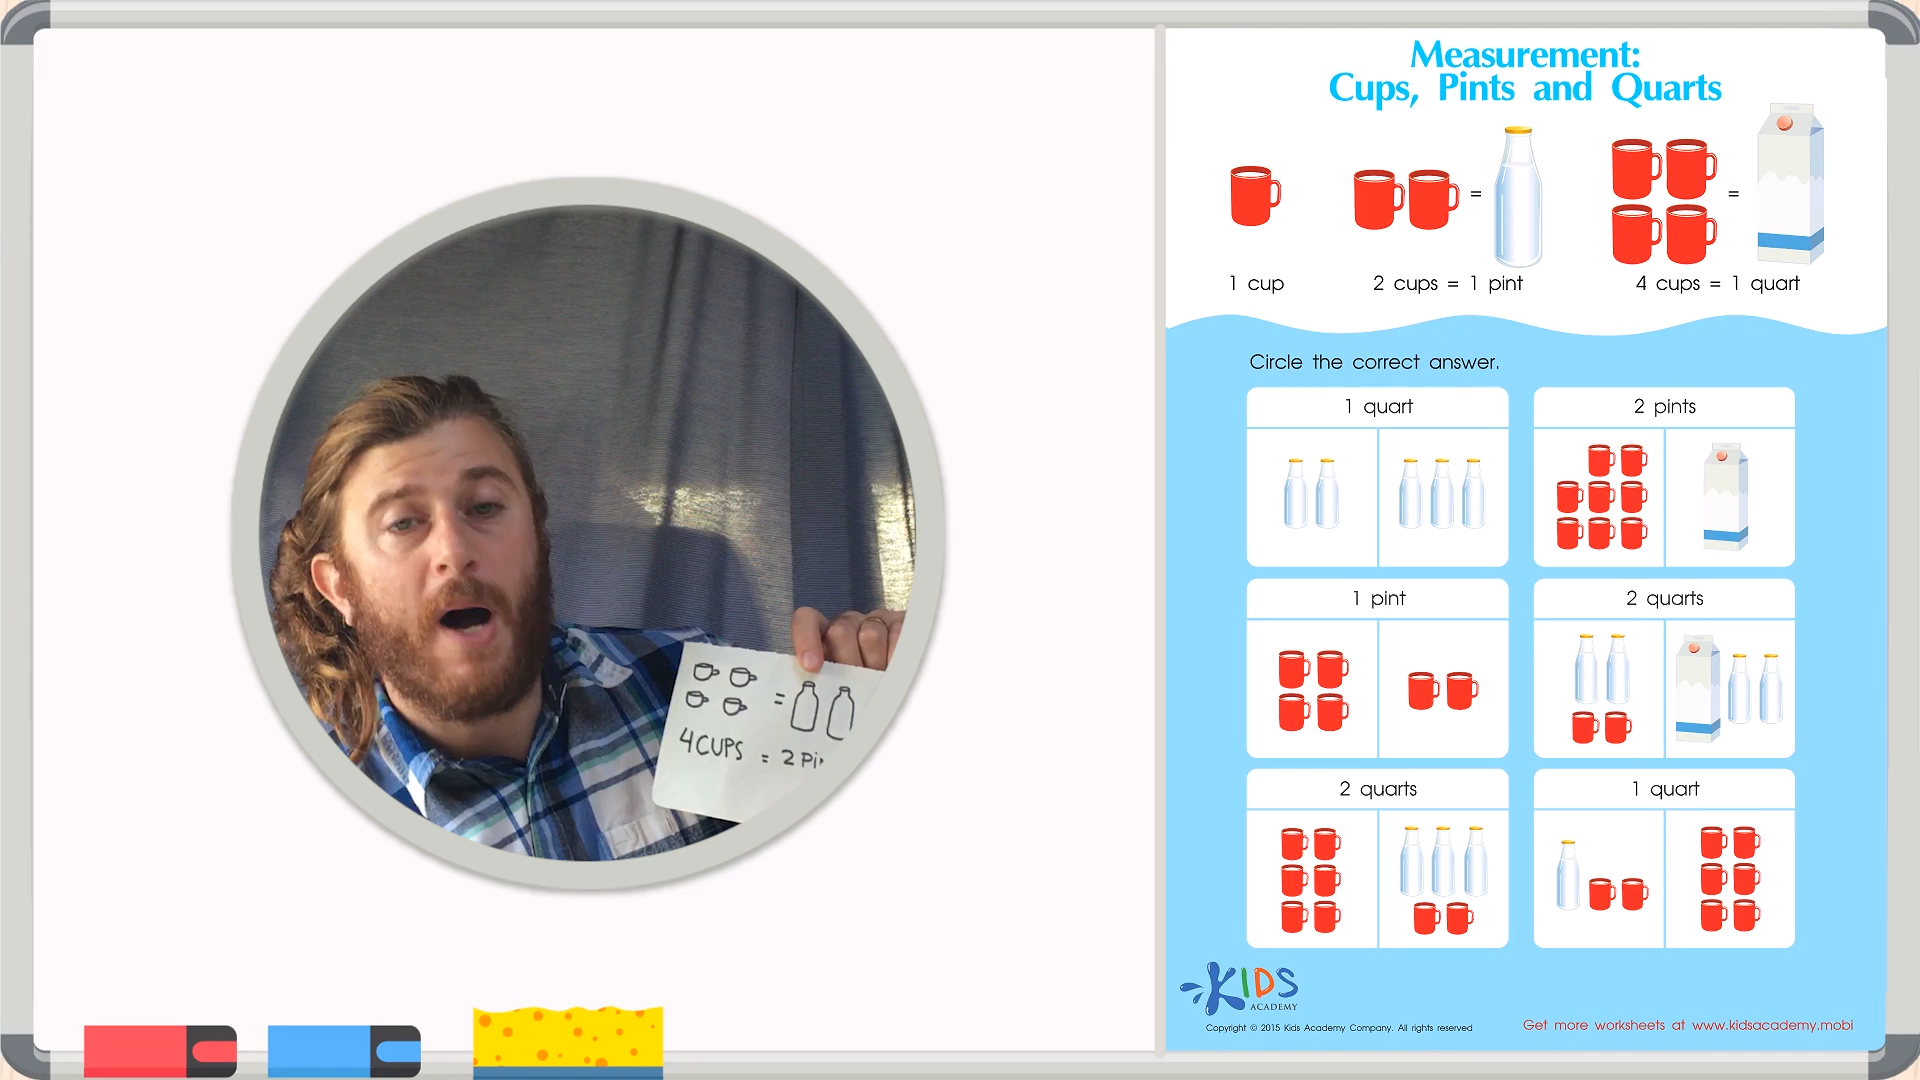 4 CUPS = 2 Pi
Measurement:
Cups, Pints and Quarts
= =
1 cup 2 cups = 1 pint 4 cups = 1 quart
Circle the correct answer.
1 quart 2 pints
1 pint 2 quarts
2 quarts 1 quart
KIDS
ACADEMY
Copyright © 2015 Kids Academy Company. All rights reserved
Get more worksheets at www.kidsacademy.mobi